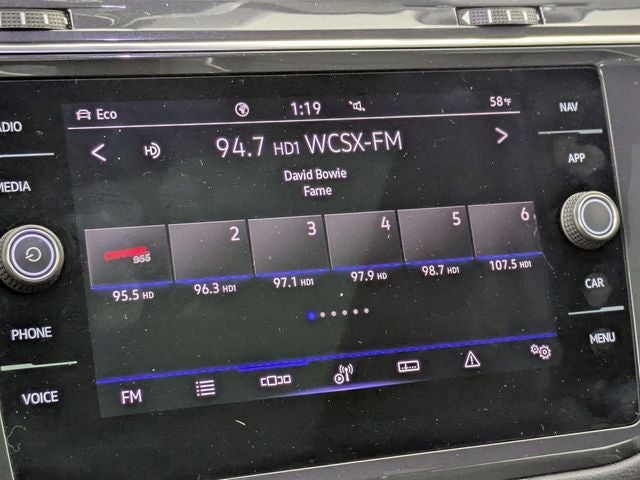 Eco 1:19 58°F
94.7 HD1 WCSX-FM
David Bowie
Fame
2 3 4 5 6
955
95.5 HD 96.3 HD1 97.1 HD1 97.9 HD 98.7 HD1 107.5 HD1
FM
RADIO
MEDIA
PHONE
VOICE
NAV
APP
CAR
MENU